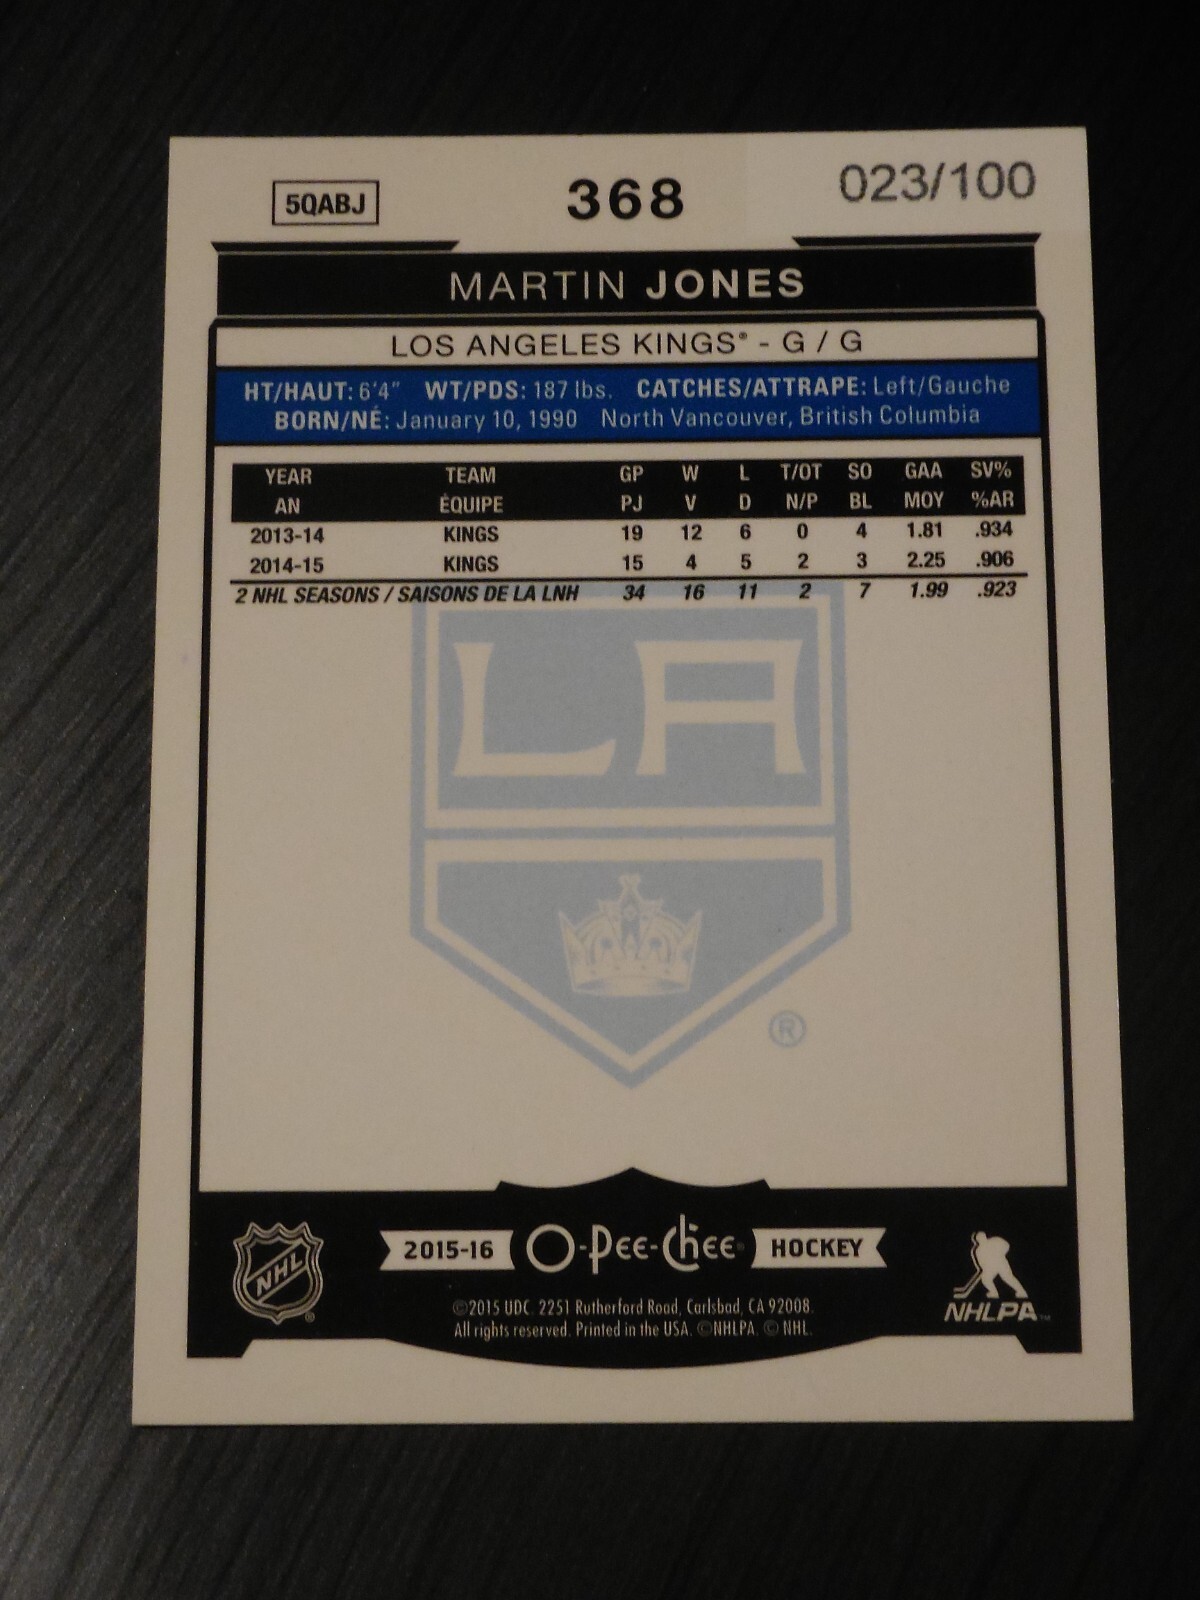 5QABJ 368 023/100
MARTIN JONES
LOS ANGELES KINGS® - G / G
HT/HAUT: 6'4" WT/PDS: 187 lbs. CATCHES/ATTRAPE: Left/Gauche
BORN/NÉ: January 10, 1990 North Vancouver, British Columbia
YEAR TEAM GP W L T/OT SO GAA SV%
AN ÉQUIPE PJ V D N/P BL MOY %AR
2013-14 KINGS 19 12 6 0 4 1.81 .934
2014-15 KINGS 15 4 5 2 3 2.25 .906
2 NHL SEASONS / SAISONS DE LA LNH 34 16 11 2 7 1.99 .923
LA
®
NHL ®
2015-16 O-Pee-Chee® HOCKEY
NHLPA™
©2015 UDC. 2251 Rutherford Road, Carlsbad, CA 92008.
All rights reserved. Printed in the USA. ©NHLPA. © NHL.